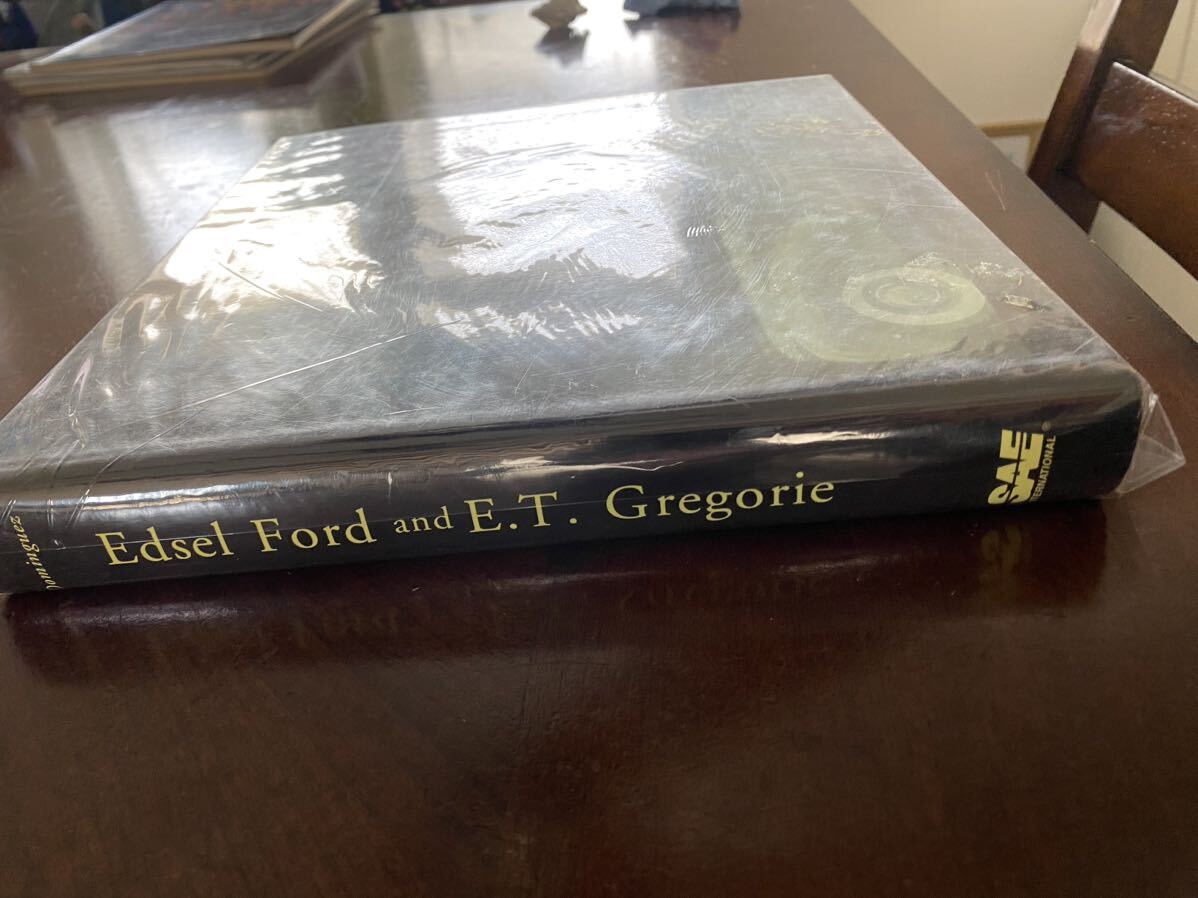 Dominguez
Edsel Ford and E.T. Gregorie
SAE
INTERNATIONAL®